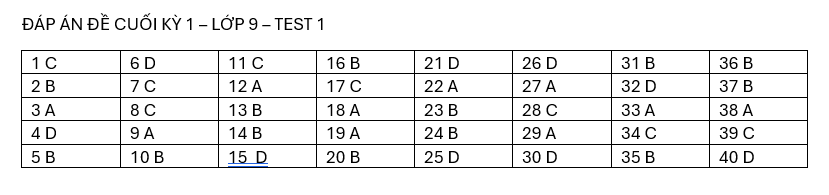 ĐÁP ÁN ĐỀ CUỐI KỲ 1 – LỚP 9 – TEST 1
1 C 6 D 11 C 16 B 21 D 26 D 31 B 36 B
2 B 7 C 12 A 17 C 22 A 27 A 32 D 37 B
3 A 8 C 13 B 18 A 23 B 28 C 33 A 38 A
4 D 9 A 14 B 19 A 24 B 29 A 34 C 39 C
5 B 10 B 15 D 20 B 25 D 30 D 35 B 40 D